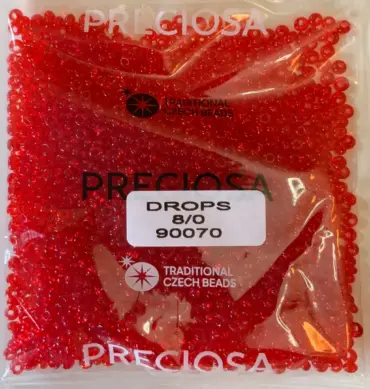 PRECIOSA
TRADITIONAL
CZECH BEADS
PRECIOSA
DROPS
8/0
90070
TRADITIONAL
CZECH BEADS
PRECIOSA